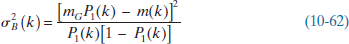 σ_B^2(k) = [m_G P_1(k) − m(k)]^2 / P_1(k)[1 − P_1(k)] (10-62)